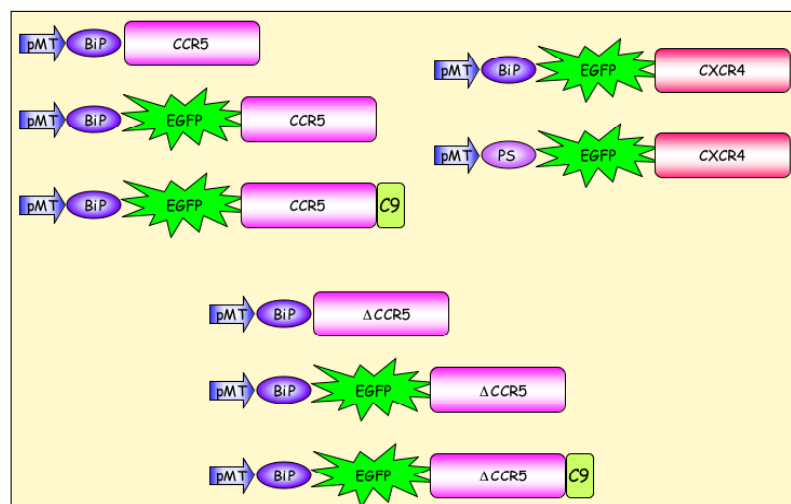 pMT BiP CCR5
pMT BiP EGFP CCR5
pMT BiP EGFP CCR5 C9
pMT BiP EGFP CXCR4
pMT PS EGFP CXCR4
pMT BiP ΔCCR5
pMT BiP EGFP ΔCCR5
pMT BiP EGFP ΔCCR5 C9